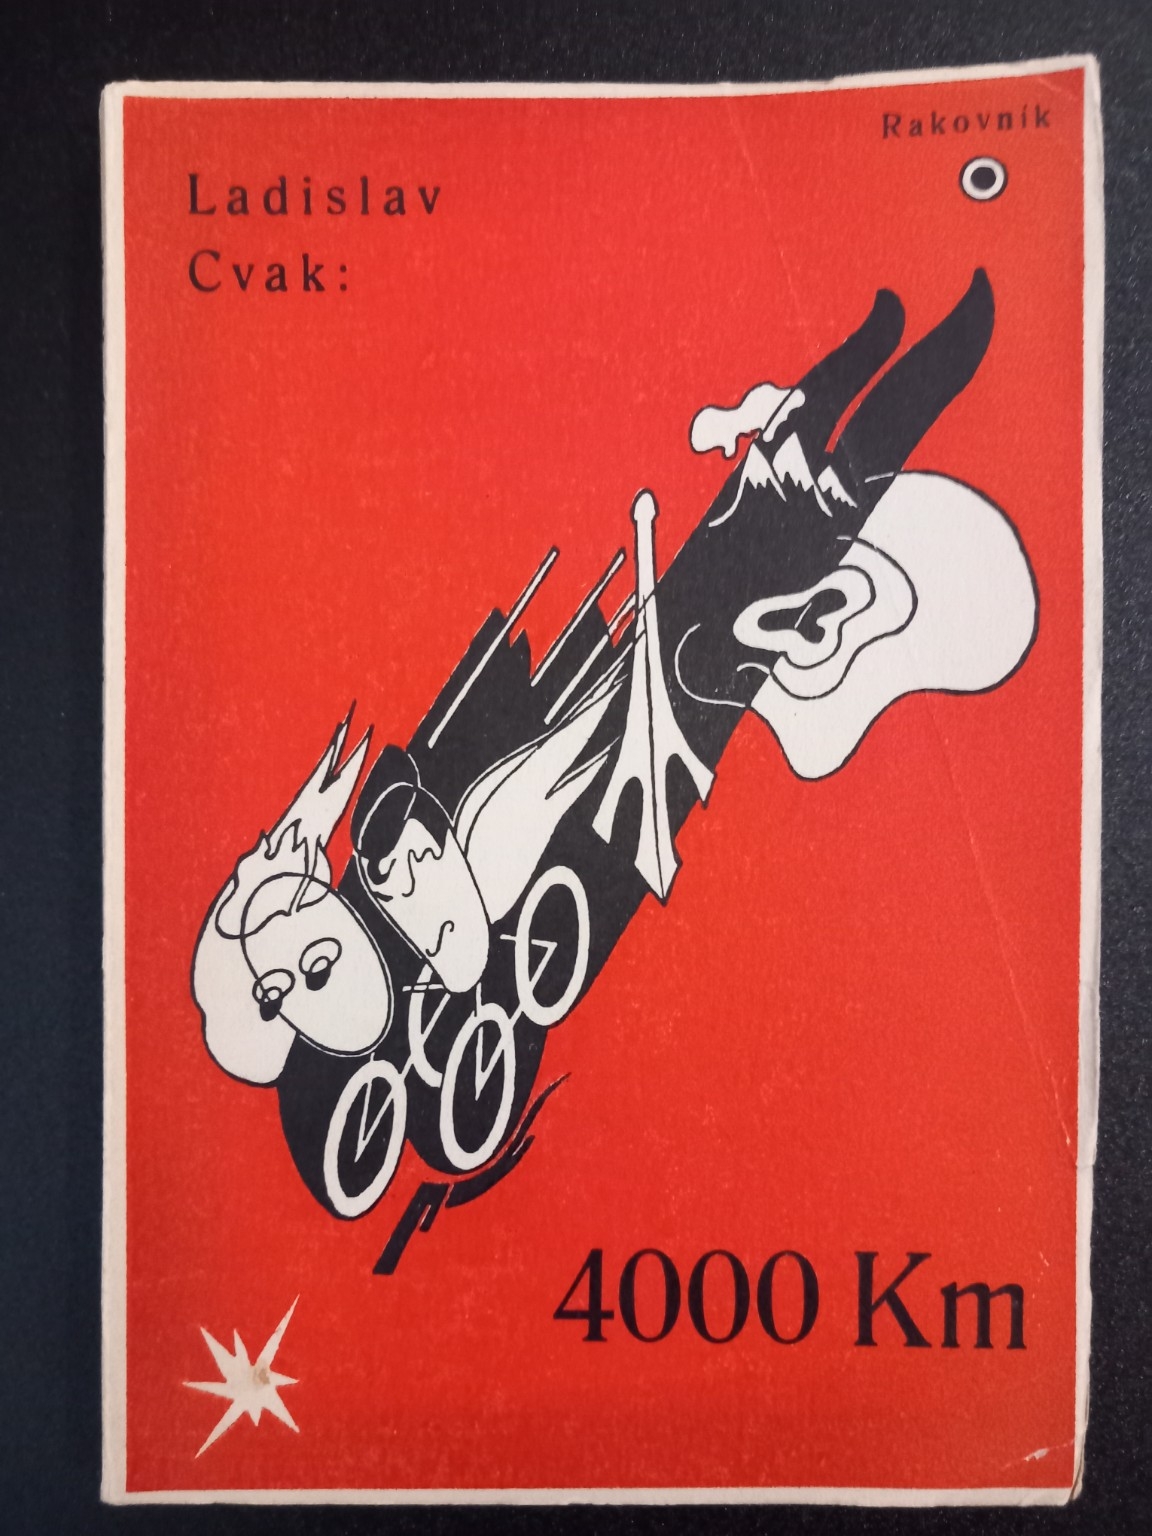 Rakovník
Ladislav
Cvak:
4000 Km